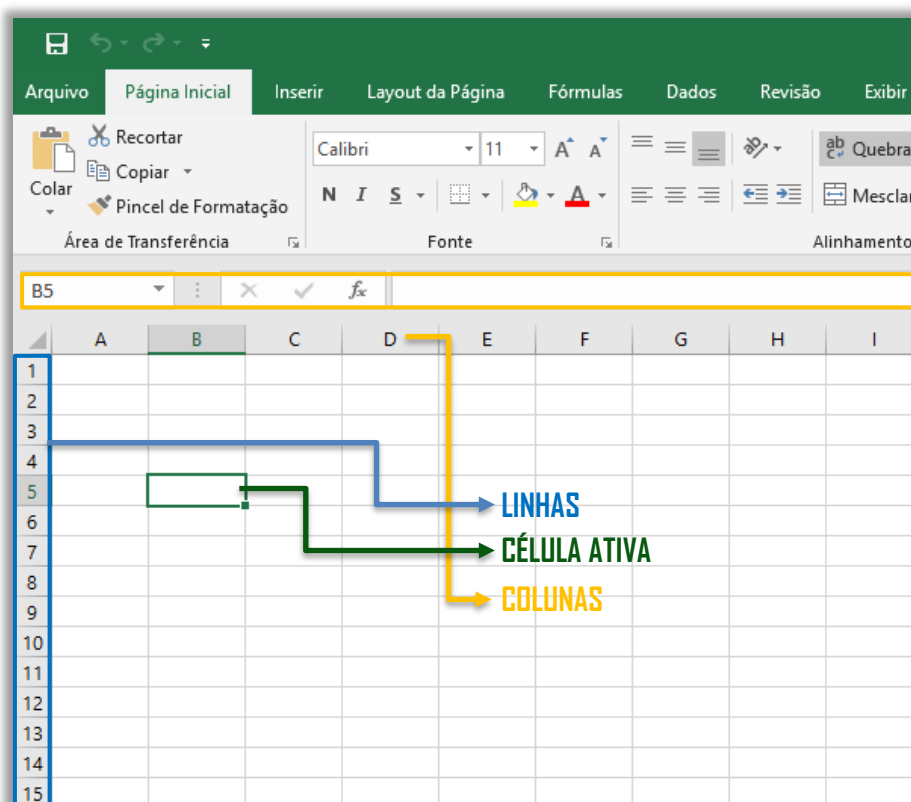 Arquivo Página Inicial Inserir Layout da Página Fórmulas Dados Revisão Exibir
Recortar
Copiar
Pincel de Formatação
Colar
Área de Transferência
Calibri 11
N I S
Fonte
Quebra
Mesclar
Alinhamento
B5 fx
A B C D E F G H I
1
2
3
4
5
6
7
8
9
10
11
12
13
14
15
LINHAS
CÉLULA ATIVA
COLUNAS